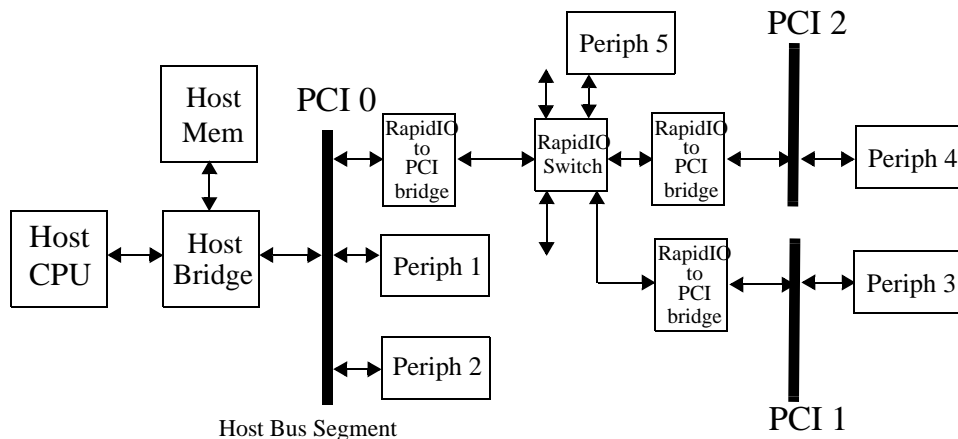 Periph 5
PCI 2
Host
Mem
PCI 0
RapidIO
to
PCI
bridge
RapidIO
Switch
RapidIO
to
PCI
bridge
Periph 4
Host
CPU
Host
Bridge
Periph 1
RapidIO
to
PCI
bridge
Periph 3
Periph 2
Host Bus Segment
PCI 1